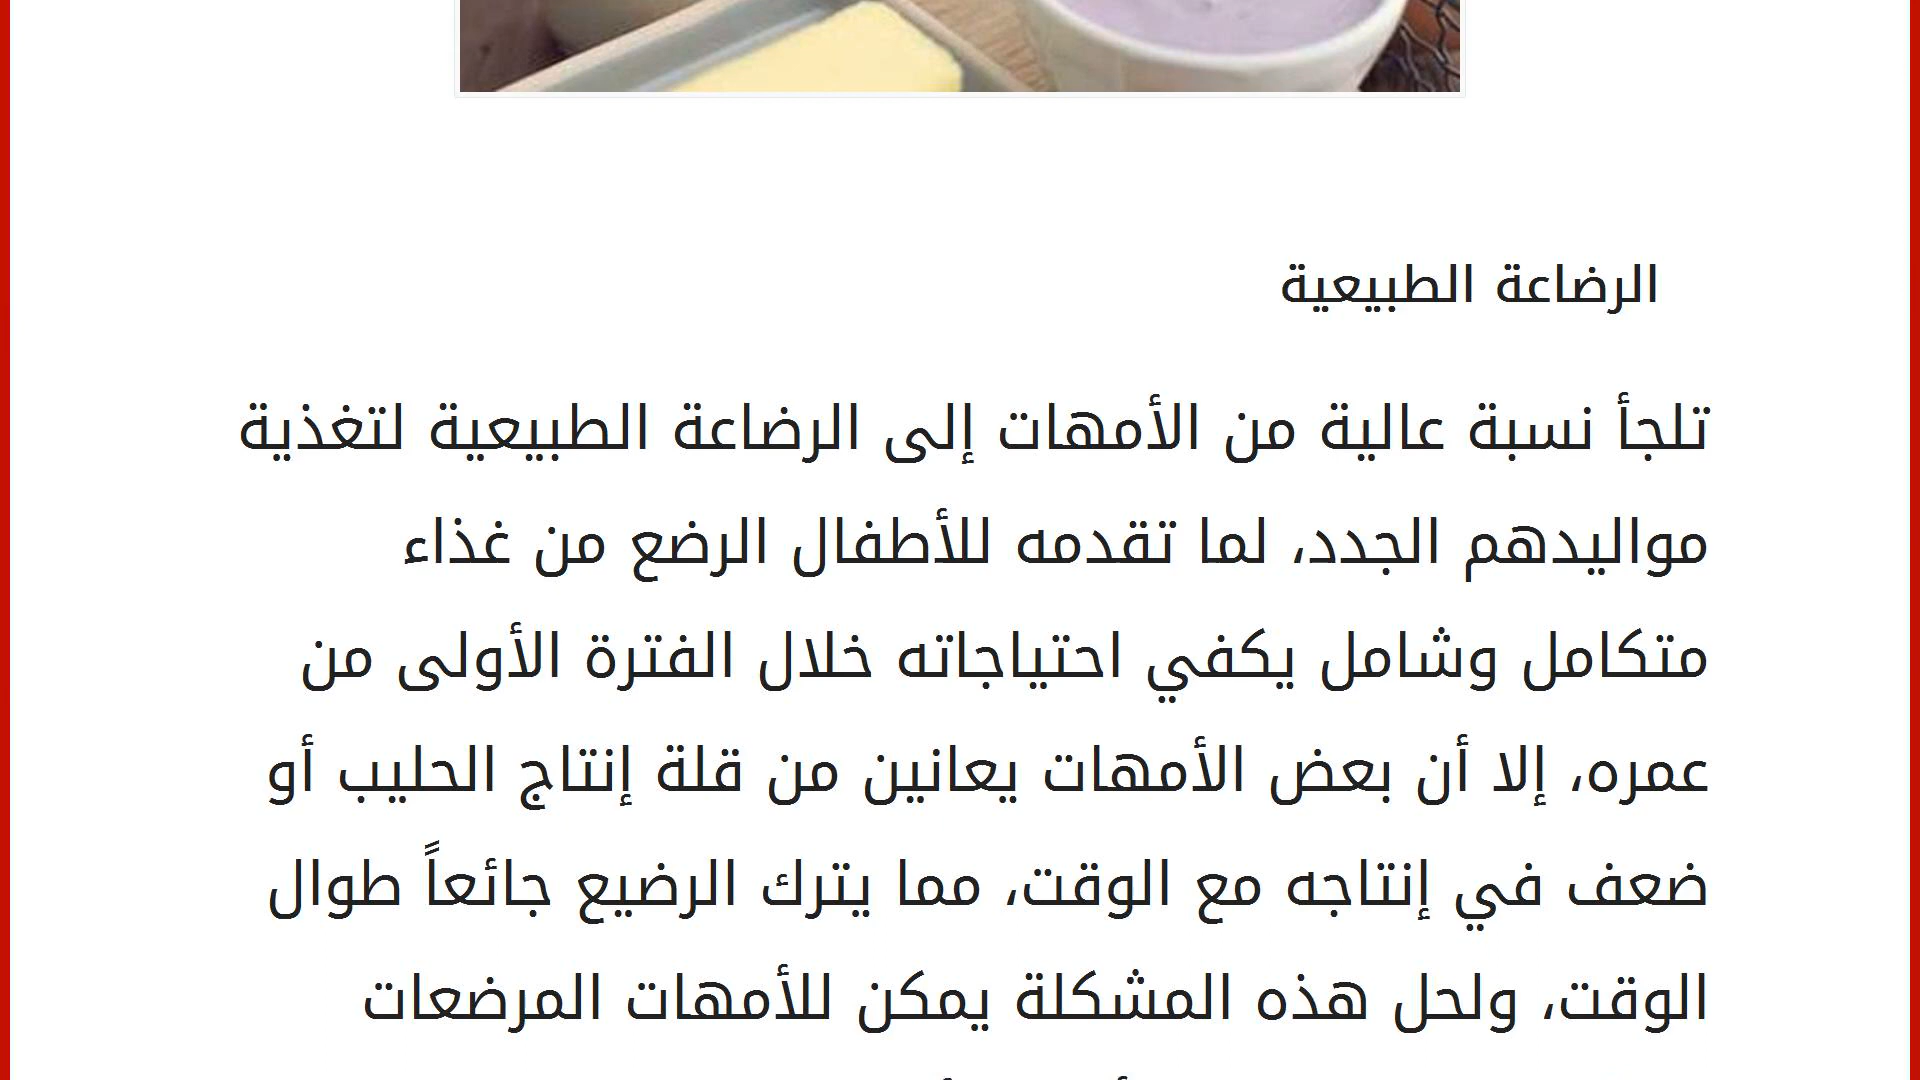 الرضاعة الطبيعية
تلجأ نسبة عالية من الأمهات إلى الرضاعة الطبيعية لتغذية
مواليدهم الجدد، لما تقدمه للأطفال الرضع من غذاء
متكامل وشامل يكفي احتياجاته خلال الفترة الأولى من
عمره، إلا أن بعض الأمهات يعانين من قلة إنتاج الحليب أو
ضعف في إنتاجه مع الوقت، مما يترك الرضيع جائعاً طوال
الوقت، ولحل هذه المشكلة يمكن للأمهات المرضعات